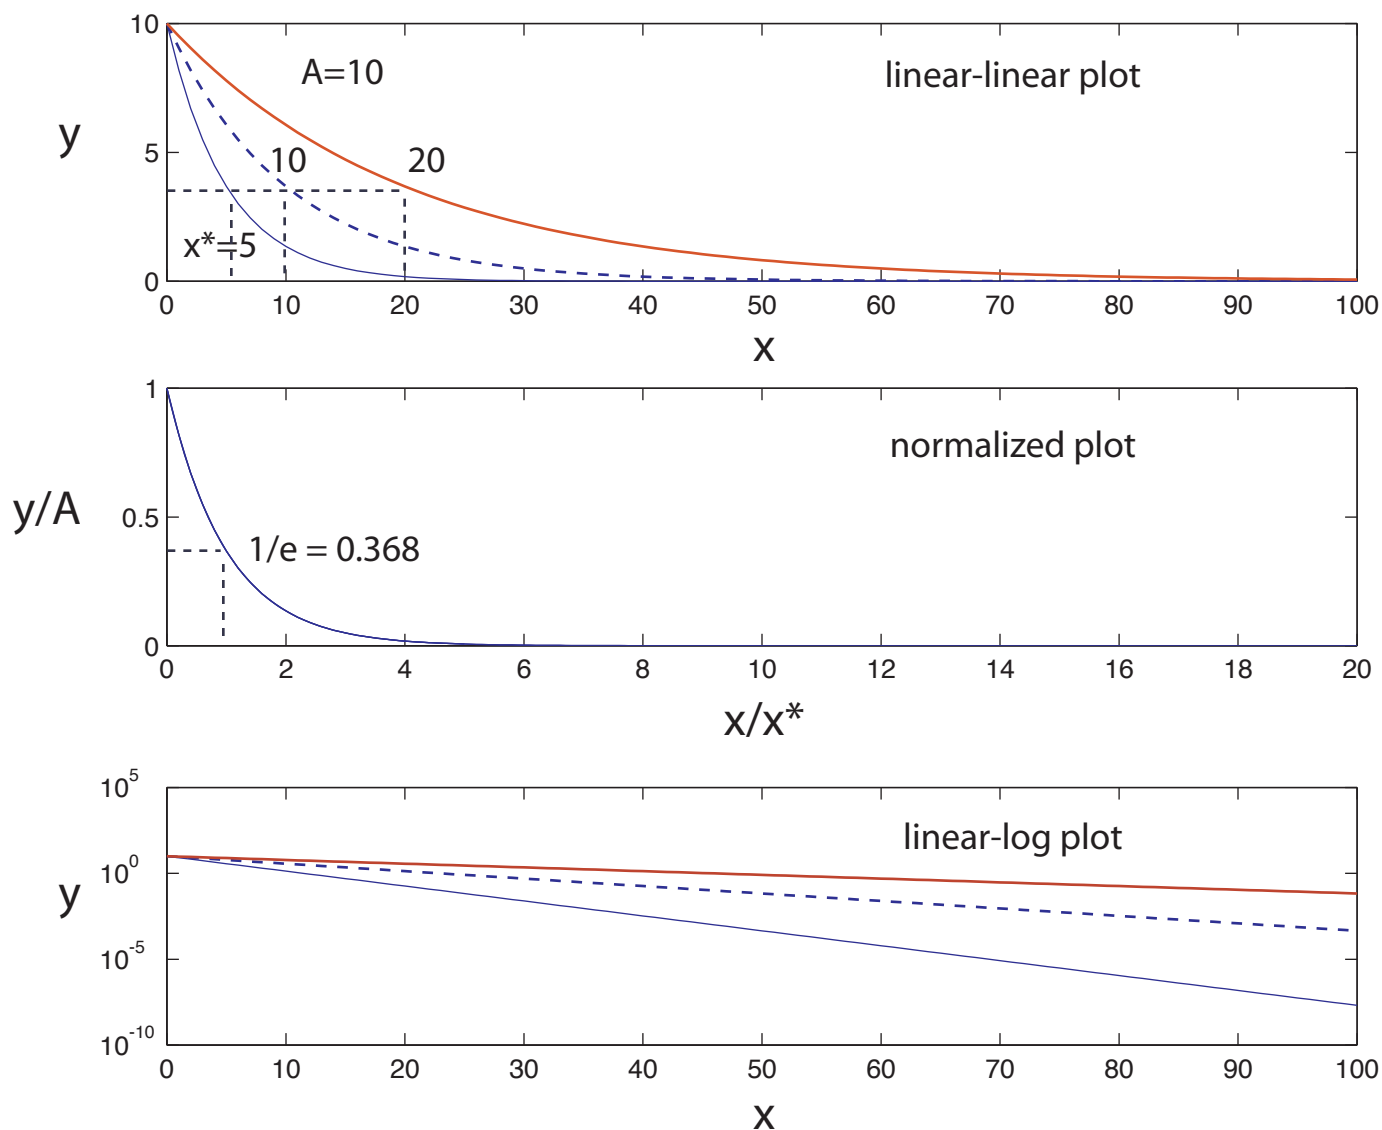 10
A=10
linear-linear plot
y
5
10
20
x*=5
0
0 10 20 30 40 50 60 70 80 90 100
x
1
normalized plot
y/A
0.5
1/e = 0.368
0
0 2 4 6 8 10 12 14 16 18 20
x/x*
10^5
linear-log plot
10^0
y
10^-5
10^-10
0 10 20 30 40 50 60 70 80 90 100
x